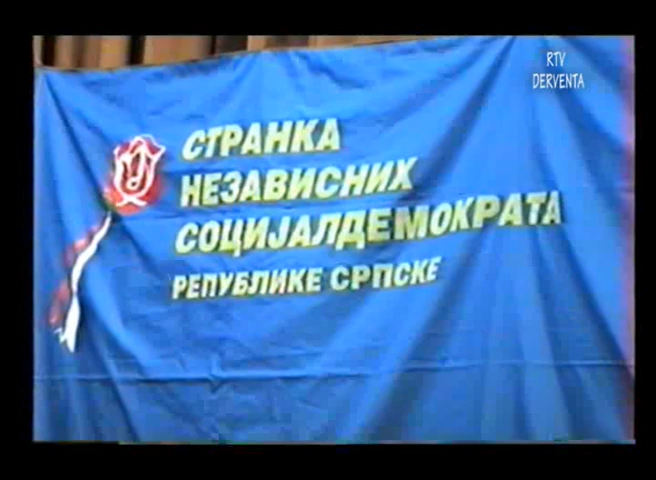 RTV
DERVENTA
СТРАНКА
НЕЗАВИСНИХ
СОЦИЈАЛДЕМОКРАТА
РЕПУБЛИКЕ СРПСКЕ